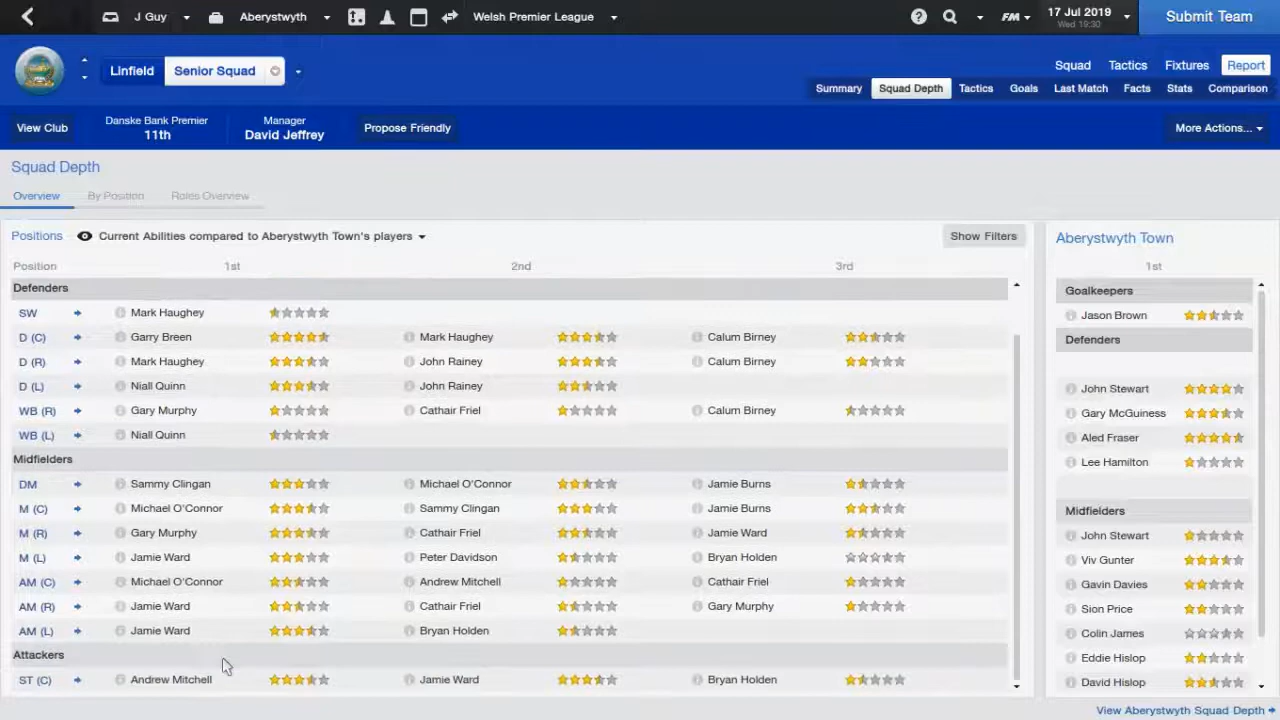 J Guy Aberystwyth Welsh Premier League FM 17 Jul 2019 Submit Team
Wed 19:30
Linfield Senior Squad Squad Tactics Fixtures Report
Summary Squad Depth Tactics Goals Last Match Facts Stats Comparison
View Club Danske Bank Premier Manager Propose Friendly More Actions...
11th David Jeffrey
Squad Depth
Overview By Position Roles Overview
Positions Current Abilities compared to Aberystwyth Town's players Show Filters
Position 1st 2nd 3rd
Defenders
SW Mark Haughey
D (C) Garry Breen Mark Haughey Calum Birney
D (R) Mark Haughey John Rainey Calum Birney
D (L) Niall Quinn John Rainey
WB (R) Gary Murphy Cathair Friel Calum Birney
WB (L) Niall Quinn
Midfielders
DM Sammy Clingan Michael O'Connor Jamie Burns
M (C) Michael O'Connor Sammy Clingan Jamie Burns
M (R) Gary Murphy Cathair Friel Jamie Ward
M (L) Jamie Ward Peter Davidson Bryan Holden
AM (C) Michael O'Connor Andrew Mitchell Cathair Friel
AM (R) Jamie Ward Cathair Friel Gary Murphy
AM (L) Jamie Ward Bryan Holden
Attackers
ST (C) Andrew Mitchell Jamie Ward Bryan Holden
Aberystwyth Town
1st
Goalkeepers
Jason Brown
Defenders
John Stewart
Gary McGuiness
Aled Fraser
Lee Hamilton
Midfielders
John Stewart
Viv Gunter
Gavin Davies
Sion Price
Colin James
Eddie Hislop
David Hislop
View Aberystwyth Squad Depth